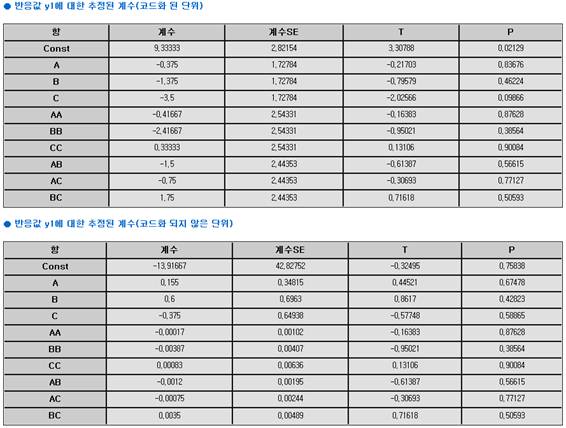 반응값 y1에 대한 추정된 계수(코드화 된 단위)
항 계수 계수SE T P
Const 9,33333 2,82154 3,30788 0,02129
A -0,375 1,72784 -0,21703 0,83676
B -1,375 1,72784 -0,79579 0,46224
C -3,5 1,72784 -2,02566 0,09866
AA -0,41667 2,54331 -0,16383 0,87628
BB -2,41667 2,54331 -0,95021 0,38564
CC 0,33333 2,54331 0,13106 0,90084
AB -1,5 2,44353 -0,61387 0,56615
AC -0,75 2,44353 -0,30693 0,77127
BC 1,75 2,44353 0,71618 0,50593
반응값 y1에 대한 추정된 계수(코드화 되지 않은 단위)
항 계수 계수SE T P
Const -13,91667 42,82752 -0,32495 0,75838
A 0,155 0,34815 0,44521 0,67478
B 0,6 0,6963 0,8617 0,42823
C -0,375 0,64938 -0,57748 0,58865
AA -0,00017 0,00102 -0,16383 0,87628
BB -0,00387 0,00407 -0,95021 0,38564
CC 0,00083 0,00636 0,13106 0,90084
AB -0,0012 0,00195 -0,61387 0,56615
AC -0,00075 0,00244 -0,30693 0,77127
BC 0,0035 0,00489 0,71618 0,50593